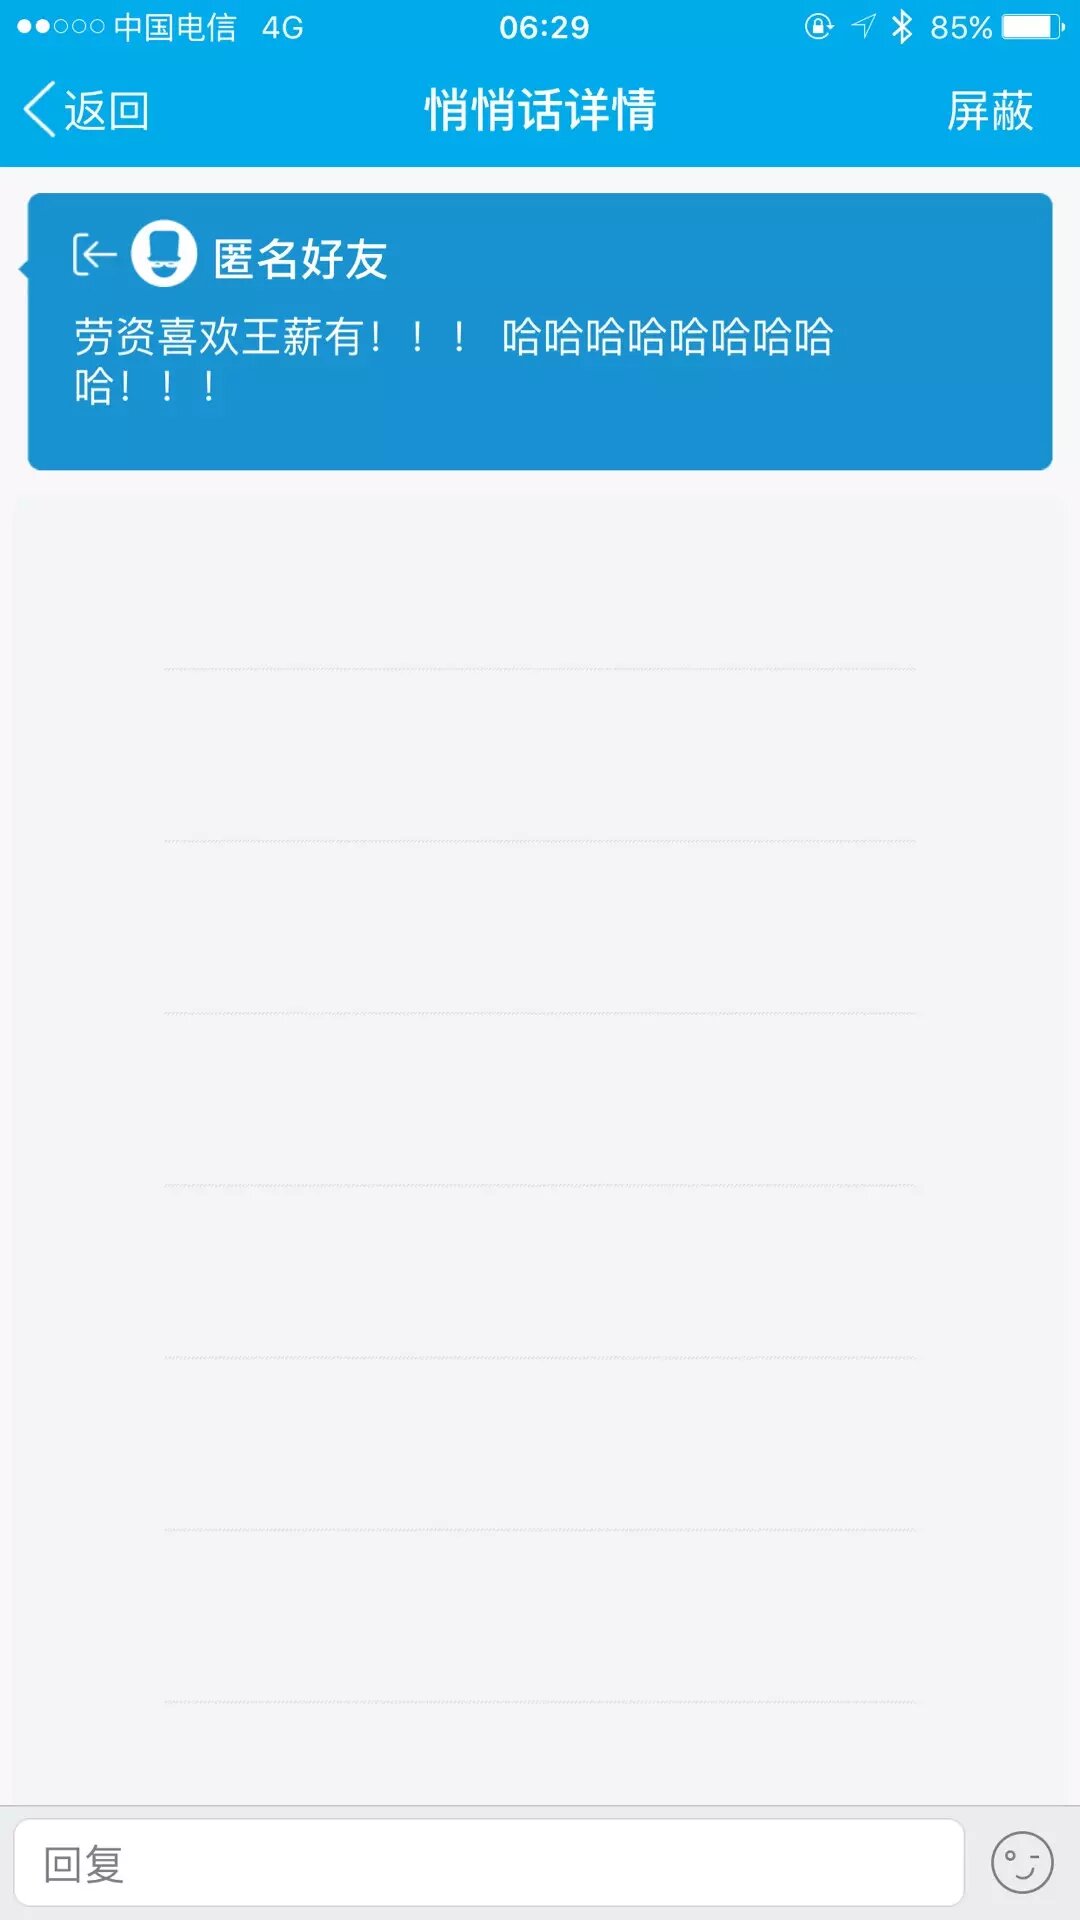 中国电信 4G 06:29 85%
返回 悄悄话详情 屏蔽
匿名好友
劳资喜欢王薪有！！！ 哈哈哈哈哈哈哈哈
哈！！！
回复